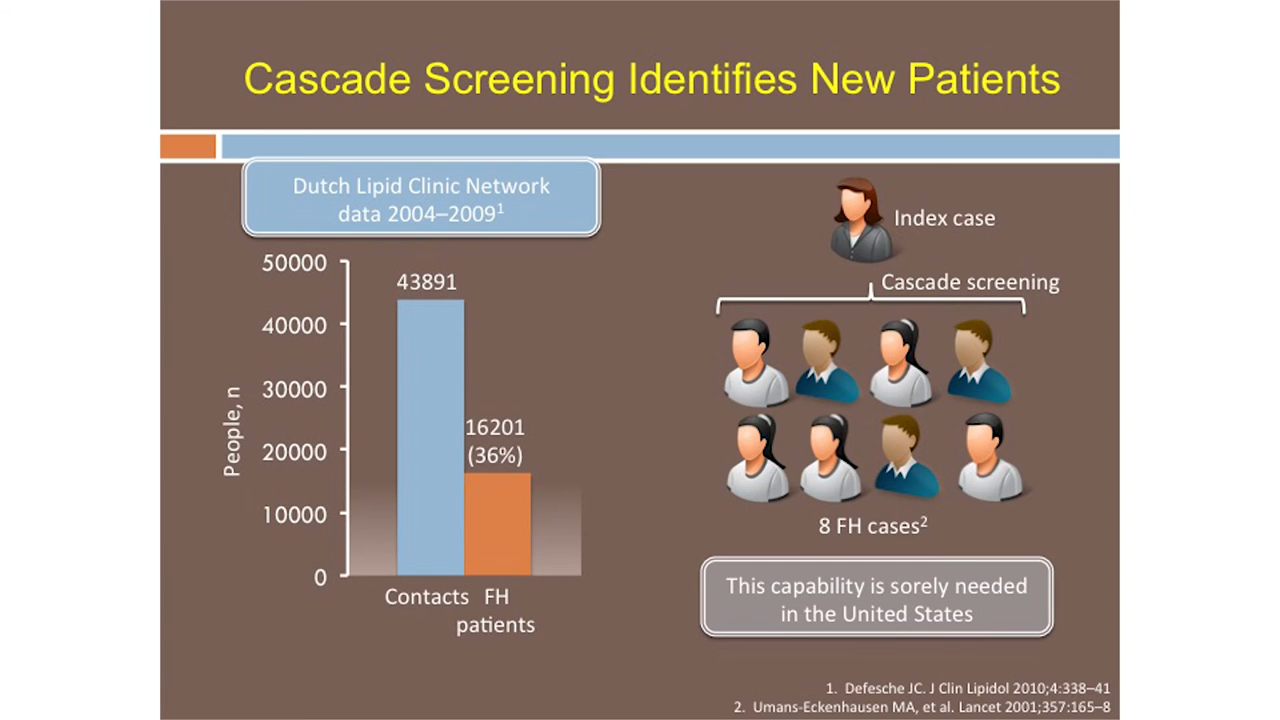 Cascade Screening Identifies New Patients
Dutch Lipid Clinic Network
data 2004–2009¹
50000
40000
30000
20000
10000
0
People, n
43891
16201
(36%)
Contacts FH
patients
Index case
Cascade screening
8 FH cases²
This capability is sorely needed
in the United States
1. Defesche JC. J Clin Lipidol 2010;4:338–41
2. Umans-Eckenhausen MA, et al. Lancet 2001;357:165–8